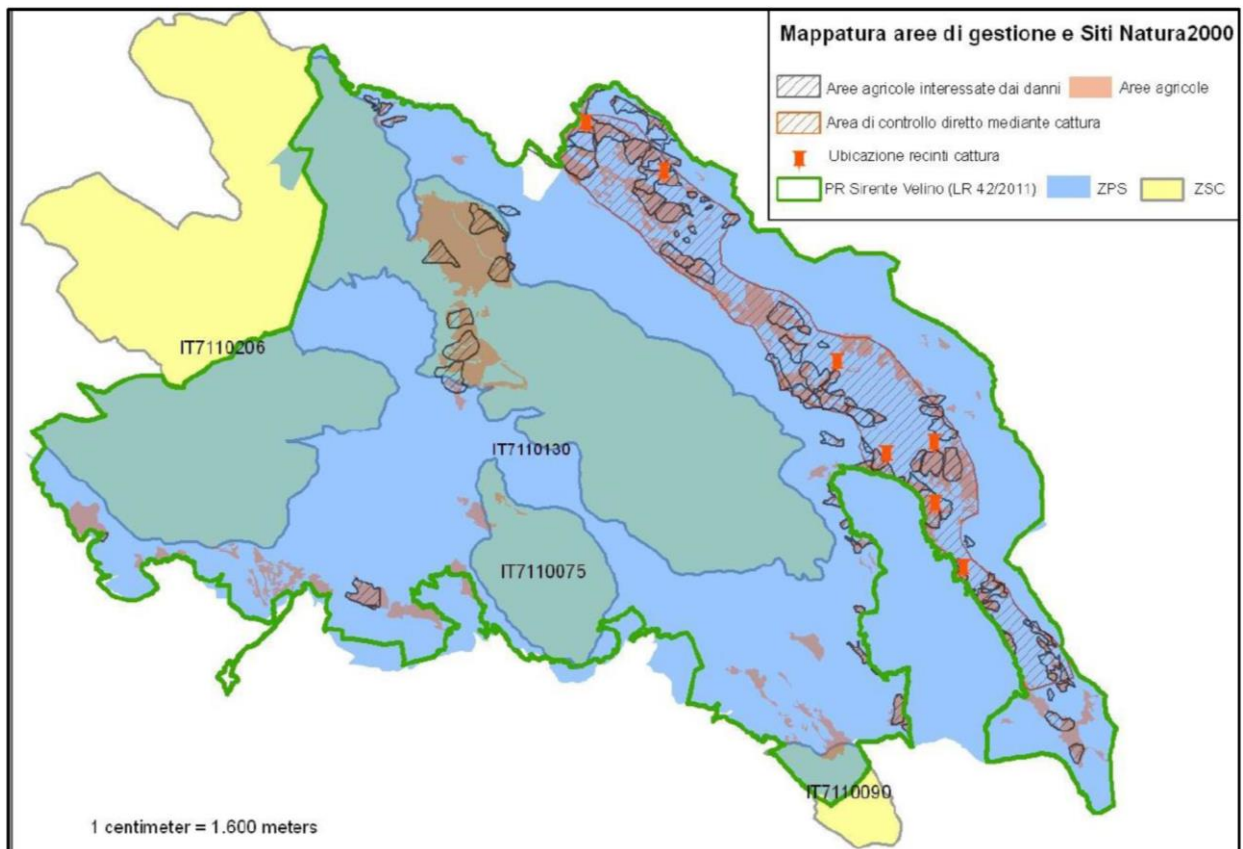 Mappatura aree di gestione e Siti Natura2000
Aree agricole interessate dai danni Aree agricole
Area di controllo diretto mediante cattura
Ubicazione recinti cattura
PR Sirente Velino (LR 42/2011) ZPS ZSC
IT7110206
IT7110130
IT7110075
IT7110090
1 centimeter = 1.600 meters